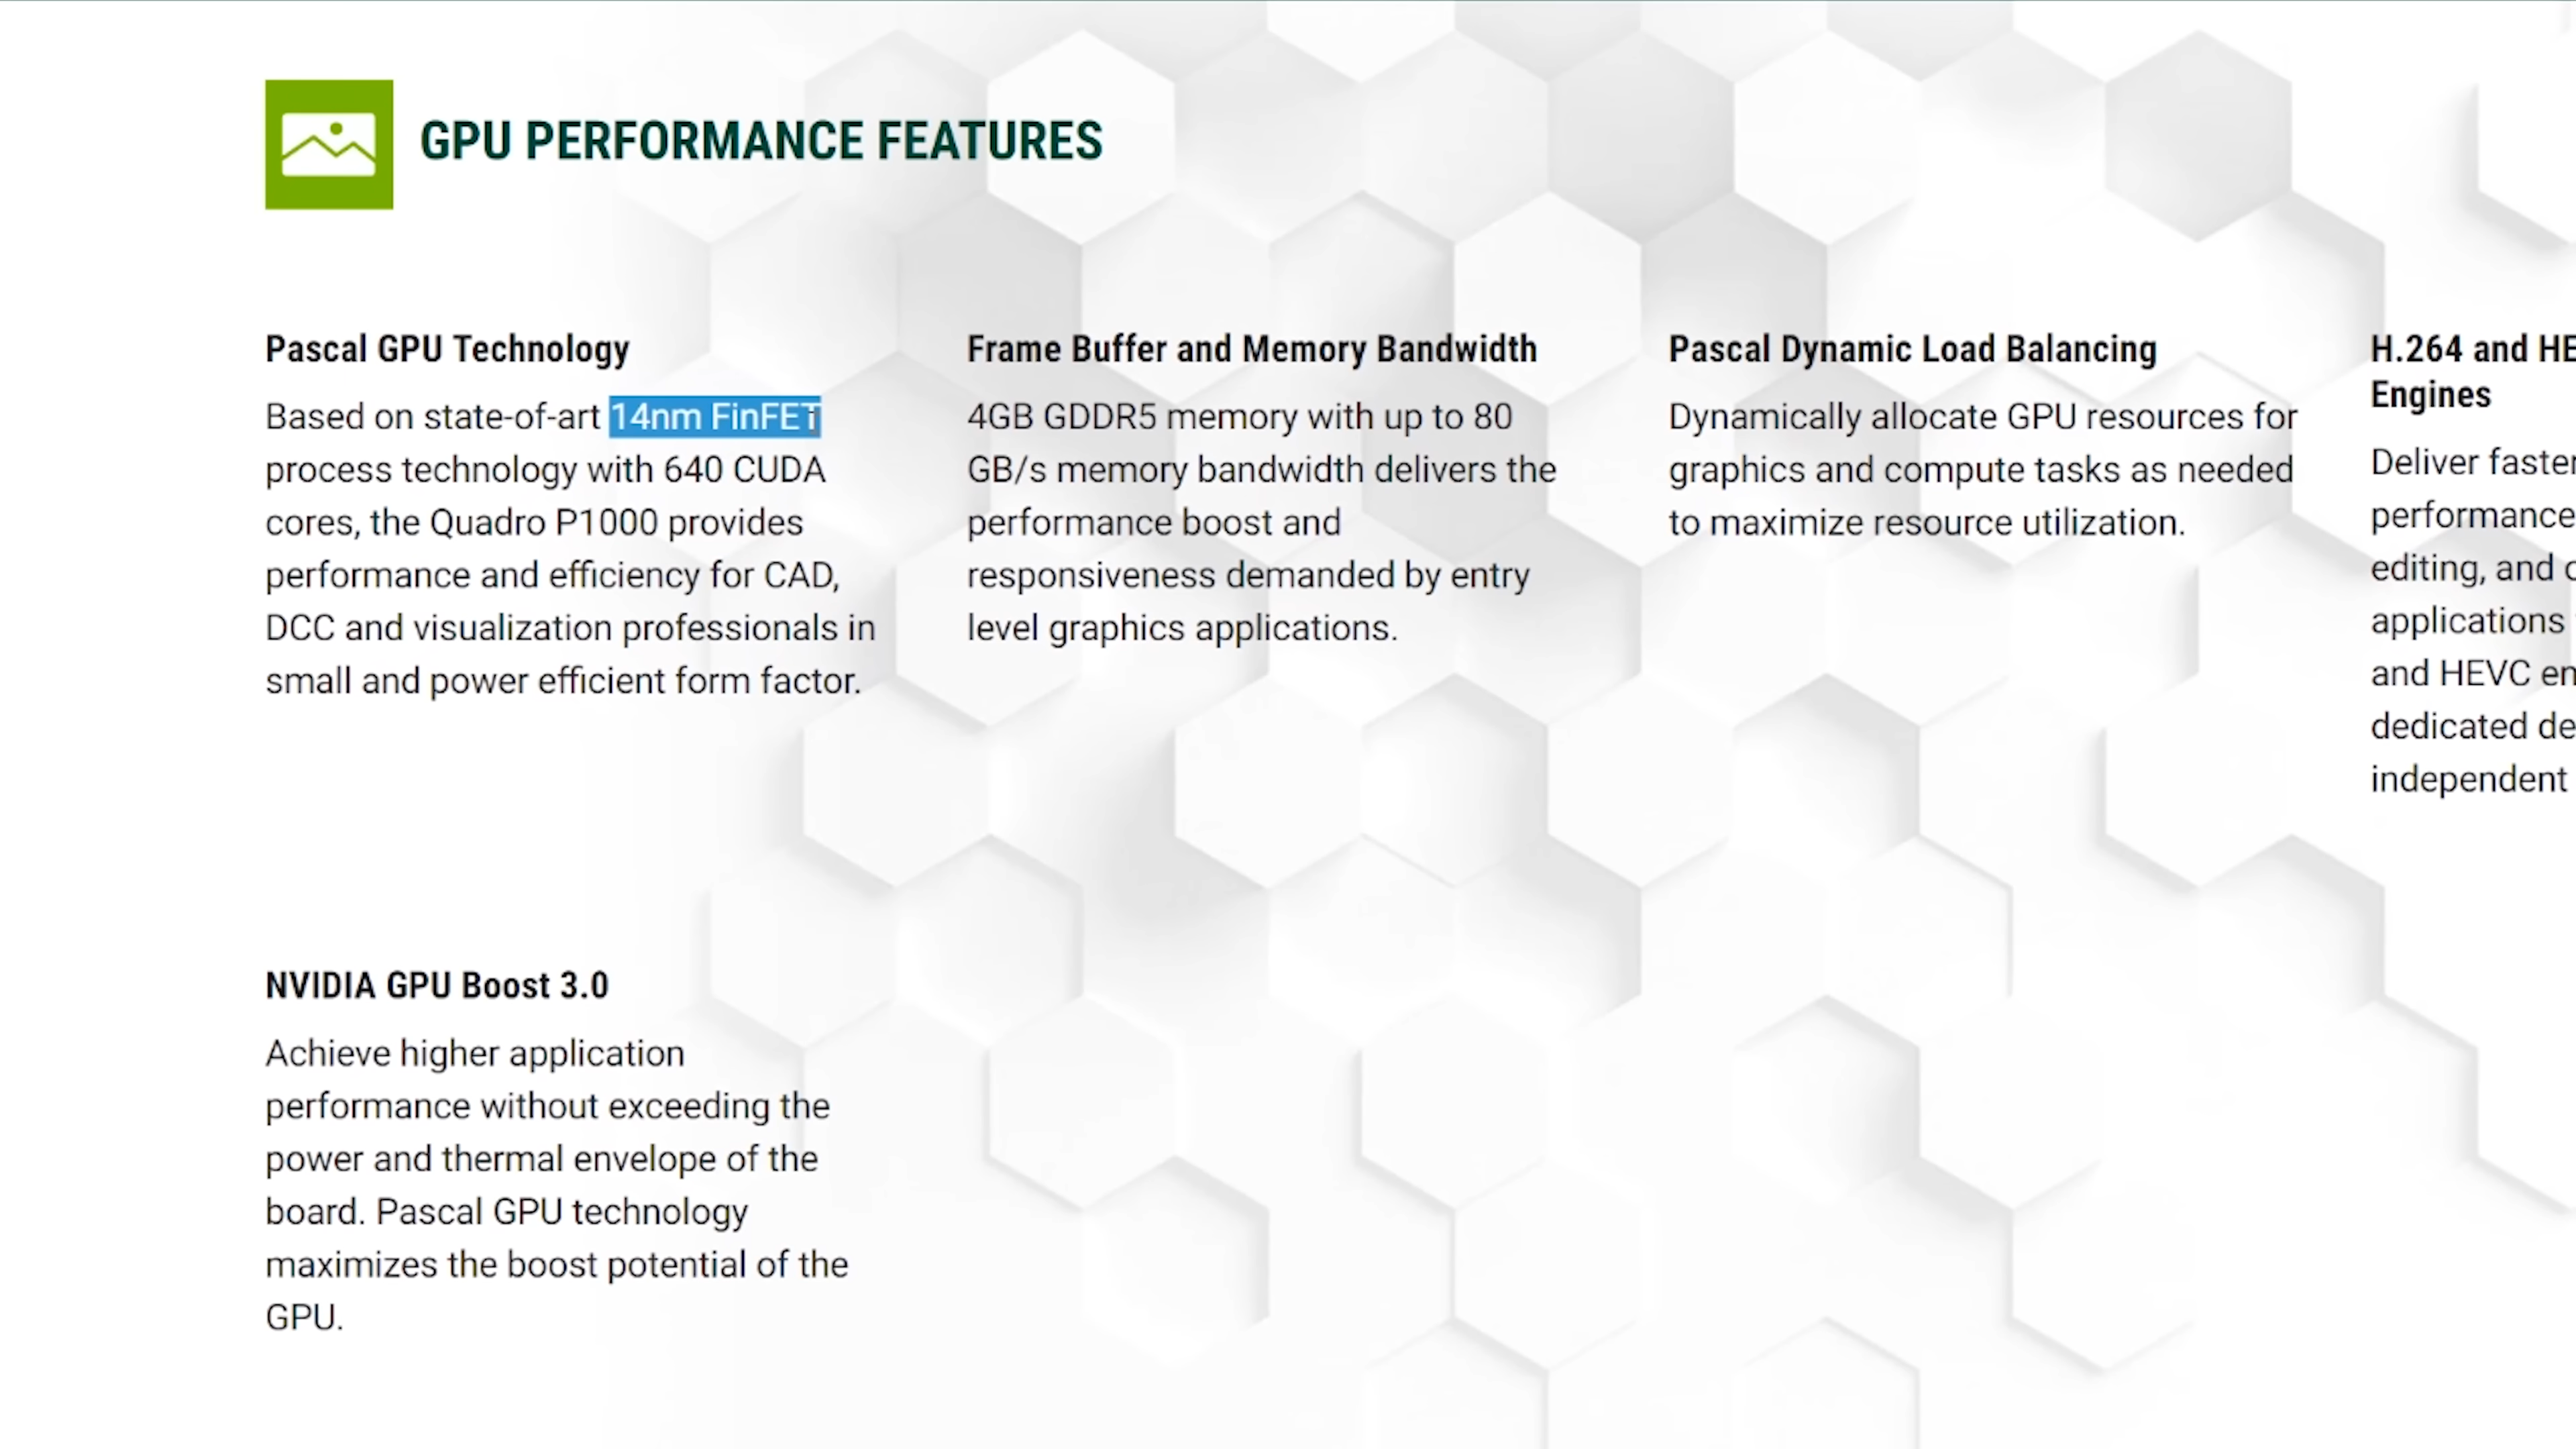 GPU PERFORMANCE FEATURES
Pascal GPU Technology
Based on state-of-art 14nm FinFET
process technology with 640 CUDA
cores, the Quadro P1000 provides
performance and efficiency for CAD,
DCC and visualization professionals in
small and power efficient form factor.
Frame Buffer and Memory Bandwidth
4GB GDDR5 memory with up to 80
GB/s memory bandwidth delivers the
performance boost and
responsiveness demanded by entry
level graphics applications.
Pascal Dynamic Load Balancing
Dynamically allocate GPU resources for
graphics and compute tasks as needed
to maximize resource utilization.
H.264 and
Engines
Deliver faster
performance
editing, and
applications
and HEVC
dedicated
independent
NVIDIA GPU Boost 3.0
Achieve higher application
performance without exceeding the
power and thermal envelope of the
board. Pascal GPU technology
maximizes the boost potential of the
GPU.